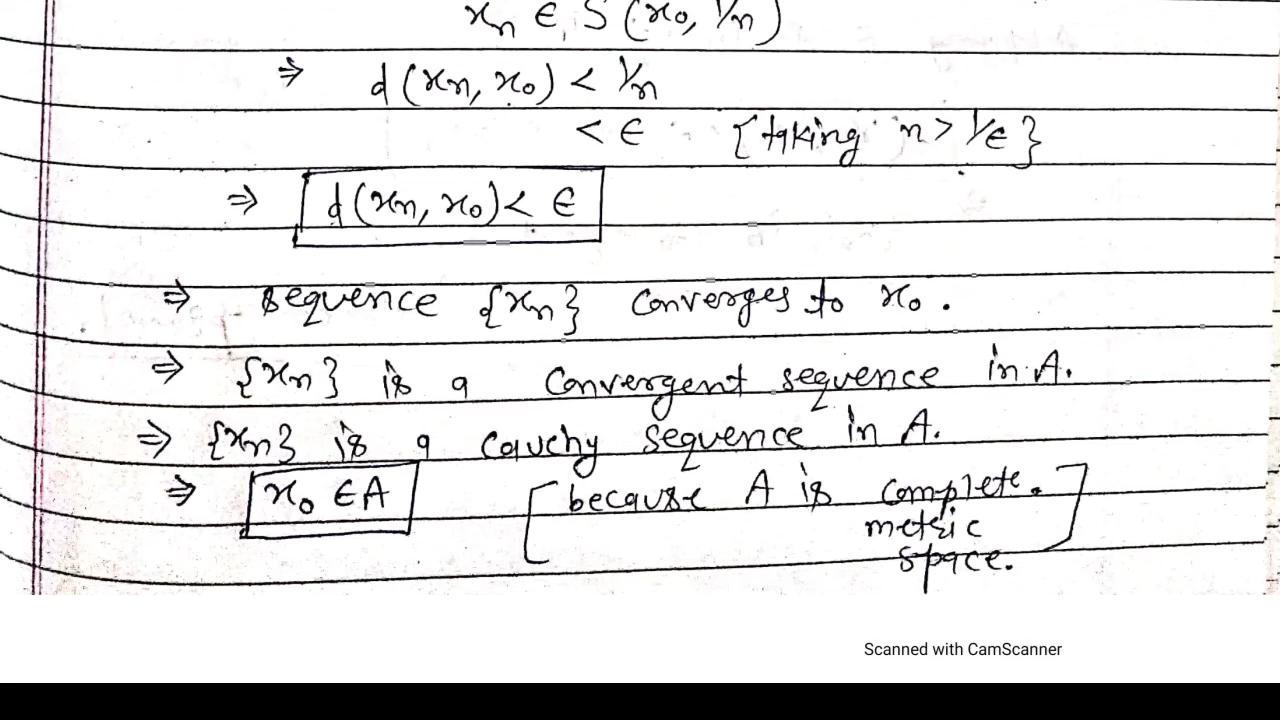 xn ∈ S (x0, 1/n)
⇒ d(xn, x0) < 1/n
< ϵ {taking n > 1/ϵ}
⇒ d(xn, x0) < ϵ
⇒ sequence {xn} converges to x0.
⇒ {xn} is a convergent sequence in A.
⇒ {xn} is a cauchy sequence in A.
⇒ x0 ∈ A [because A is complete.
metric
space.]
Scanned with CamScanner